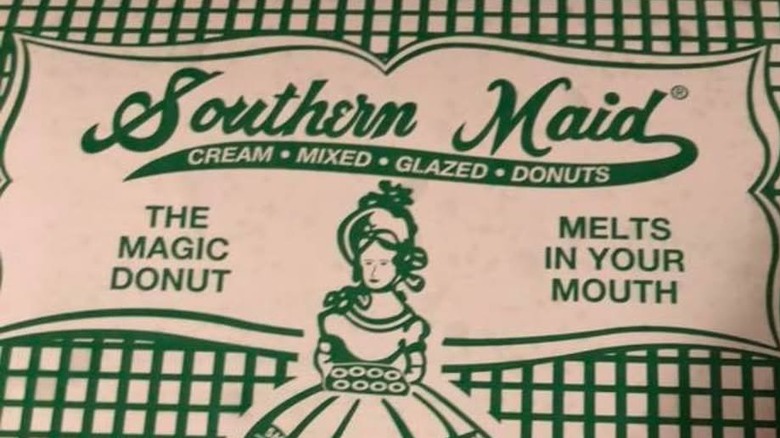 Southern Maid®
CREAM • MIXED • GLAZED • DONUTS
THE
MAGIC
DONUT
MELTS
IN YOUR
MOUTH